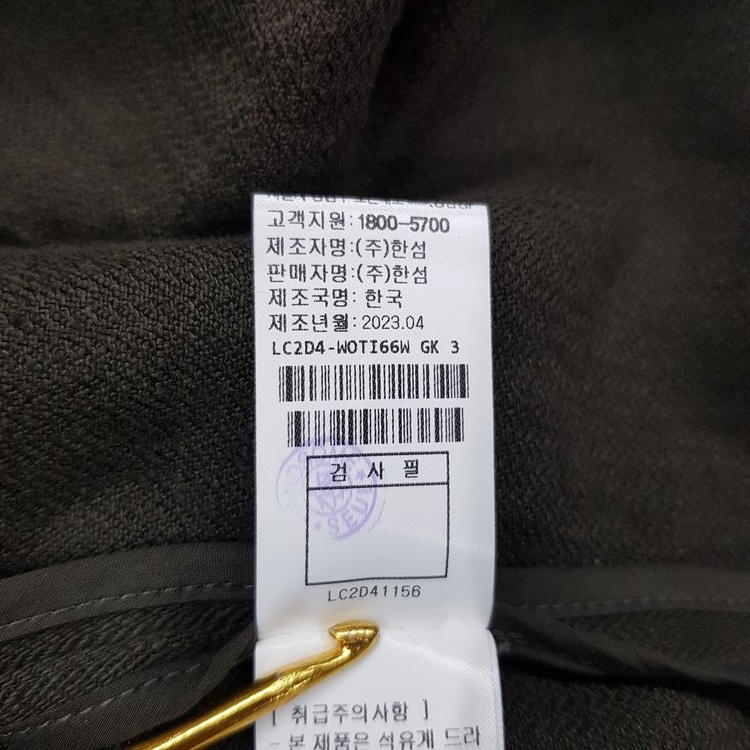 고객지원:1800-5700
제조자명:(주)한섬
판매자명:(주)한섬
제조국명: 한국
제조년월:2023.04
LC2D4-WOTI66W GK 3
검 사 필
SEUL
LC2D41156
[ 취급주의사항 ]
- 본 제품은 석유계 드라